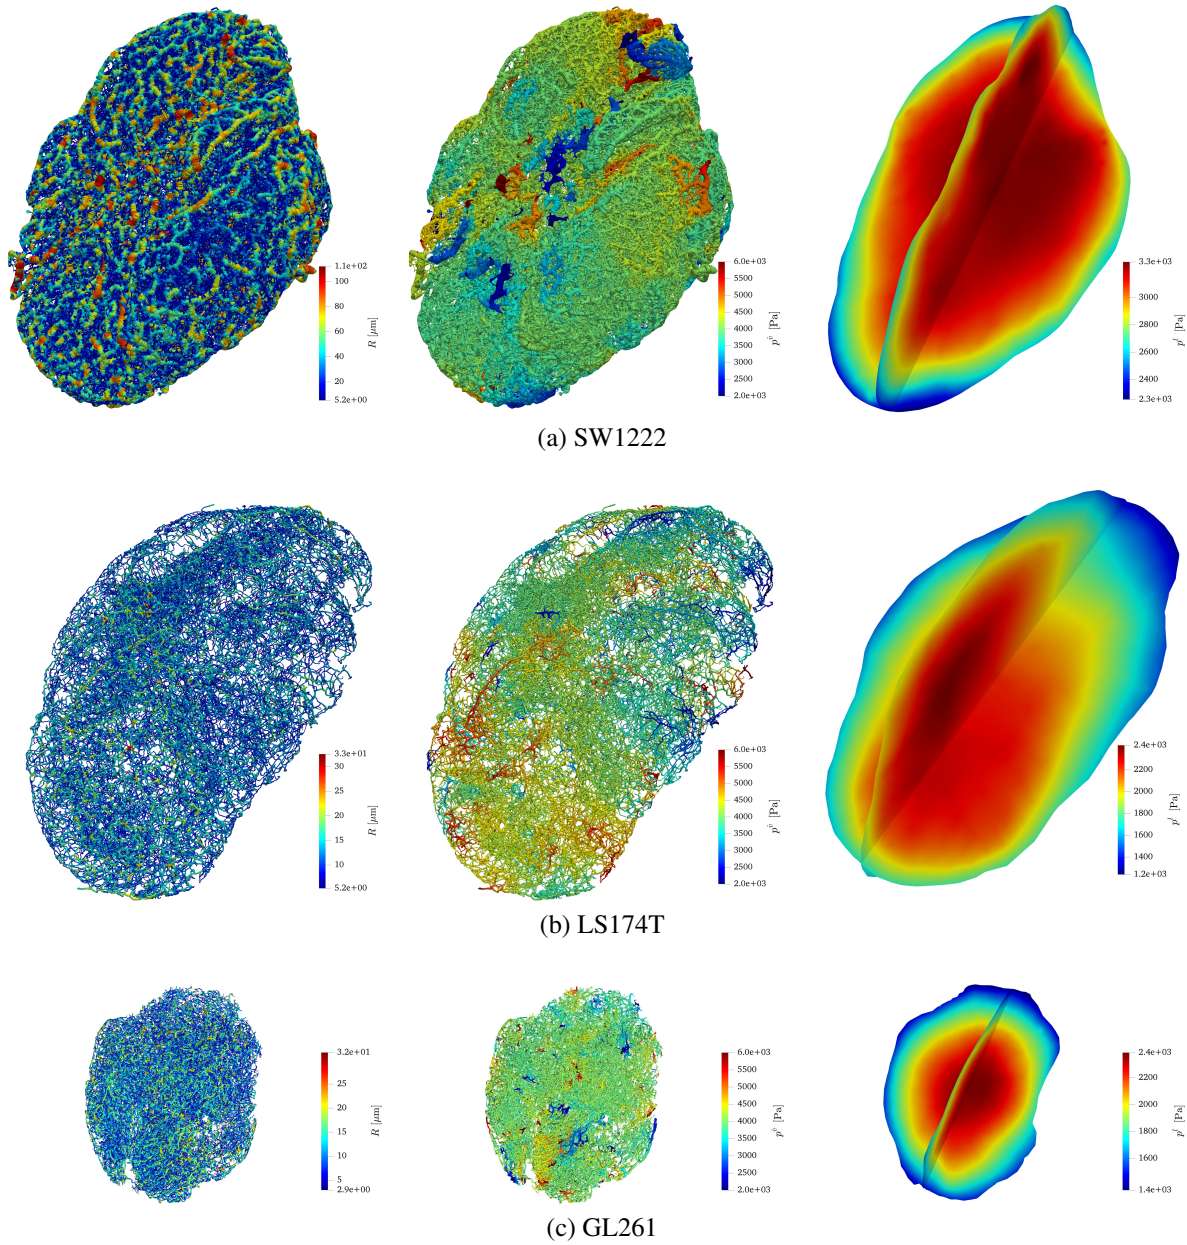 1.1e+02
100
80
60
40
20
5.2e+00
R [μm]
6.0e+03
5500
5000
4500
4000
3500
3000
2500
2.0e+03
p^v̂ [Pa]
3.3e+03
3000
2800
2600
2400
2.3e+03
p^l [Pa]
(a) SW1222
3.3e+01
30
25
20
15
10
5.2e+00
R [μm]
6.0e+03
5500
5000
4500
4000
3500
3000
2500
2.0e+03
p^v̂ [Pa]
2.4e+03
2200
2000
1800
1600
1400
1.2e+03
p^l [Pa]
(b) LS174T
3.2e+01
25
20
15
10
5
2.9e+00
R [μm]
6.0e+03
5500
5000
4500
4000
3500
3000
2500
2.0e+03
p^v̂ [Pa]
2.4e+03
2200
2000
1800
1600
1.4e+03
p^l [Pa]
(c) GL261